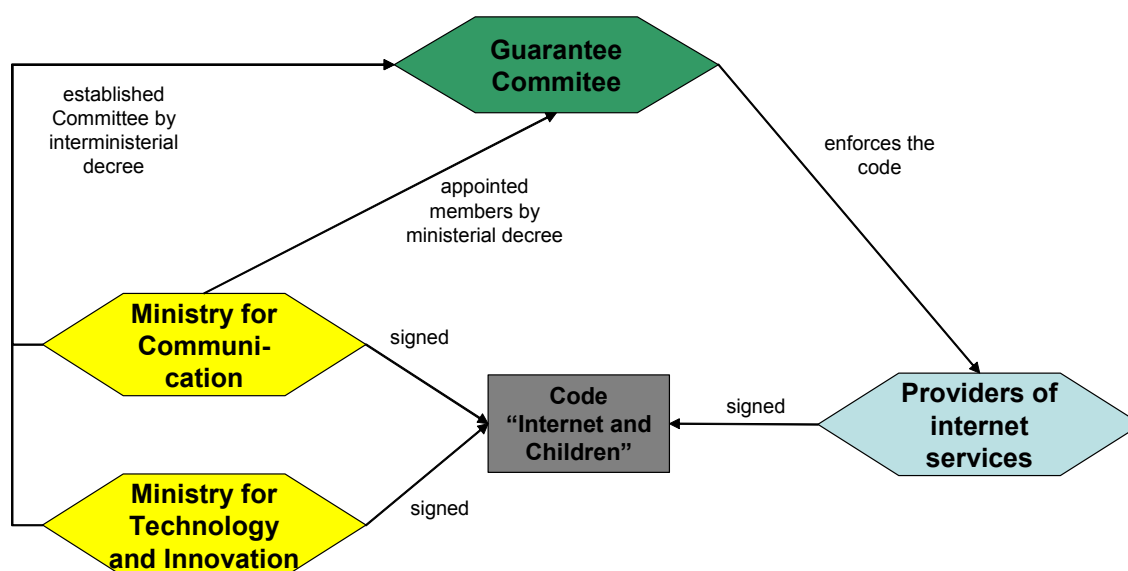 Guarantee
Commitee
established
Committee by
interministerial
decree
enforces the
code
appointed
members by
ministerial decree
Ministry for
Communi-
cation
signed
Code
“Internet and
Children”
signed
Providers of
internet
services
Ministry for
Technology
and Innovation
signed